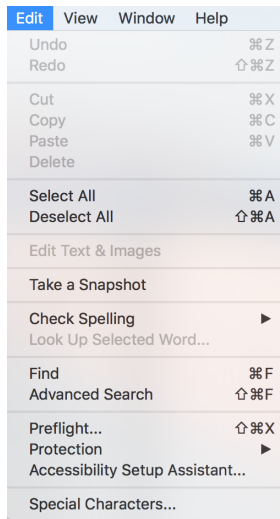 Edit View Window Help
Undo ⌘Z
Redo ⇧⌘Z
Cut ⌘X
Copy ⌘C
Paste ⌘V
Delete
Select All ⌘A
Deselect All ⇧⌘A
Edit Text & Images
Take a Snapshot
Check Spelling ▶
Look Up Selected Word...
Find ⌘F
Advanced Search ⇧⌘F
Preflight... ⇧⌘X
Protection ▶
Accessibility Setup Assistant...
Special Characters...